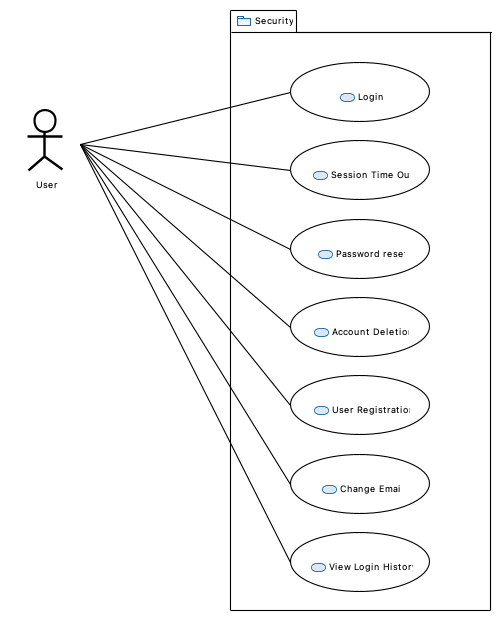 Security
Login
User
Session Time Ou
Password rese
Account Deletio
User Registratio
Change Emai
View Login Histor